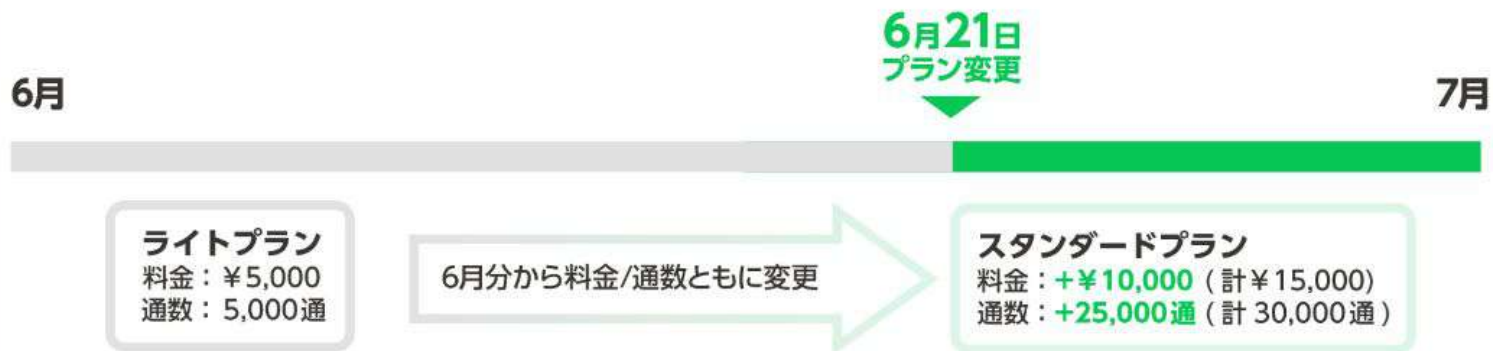 6月21日
プラン変更
6月
7月
ライトプラン
料金：￥5,000
通数：5,000通
6月分から料金/通数ともに変更
スタンダードプラン
料金：+￥10,000（計￥15,000）
通数：+25,000通（計 30,000通）